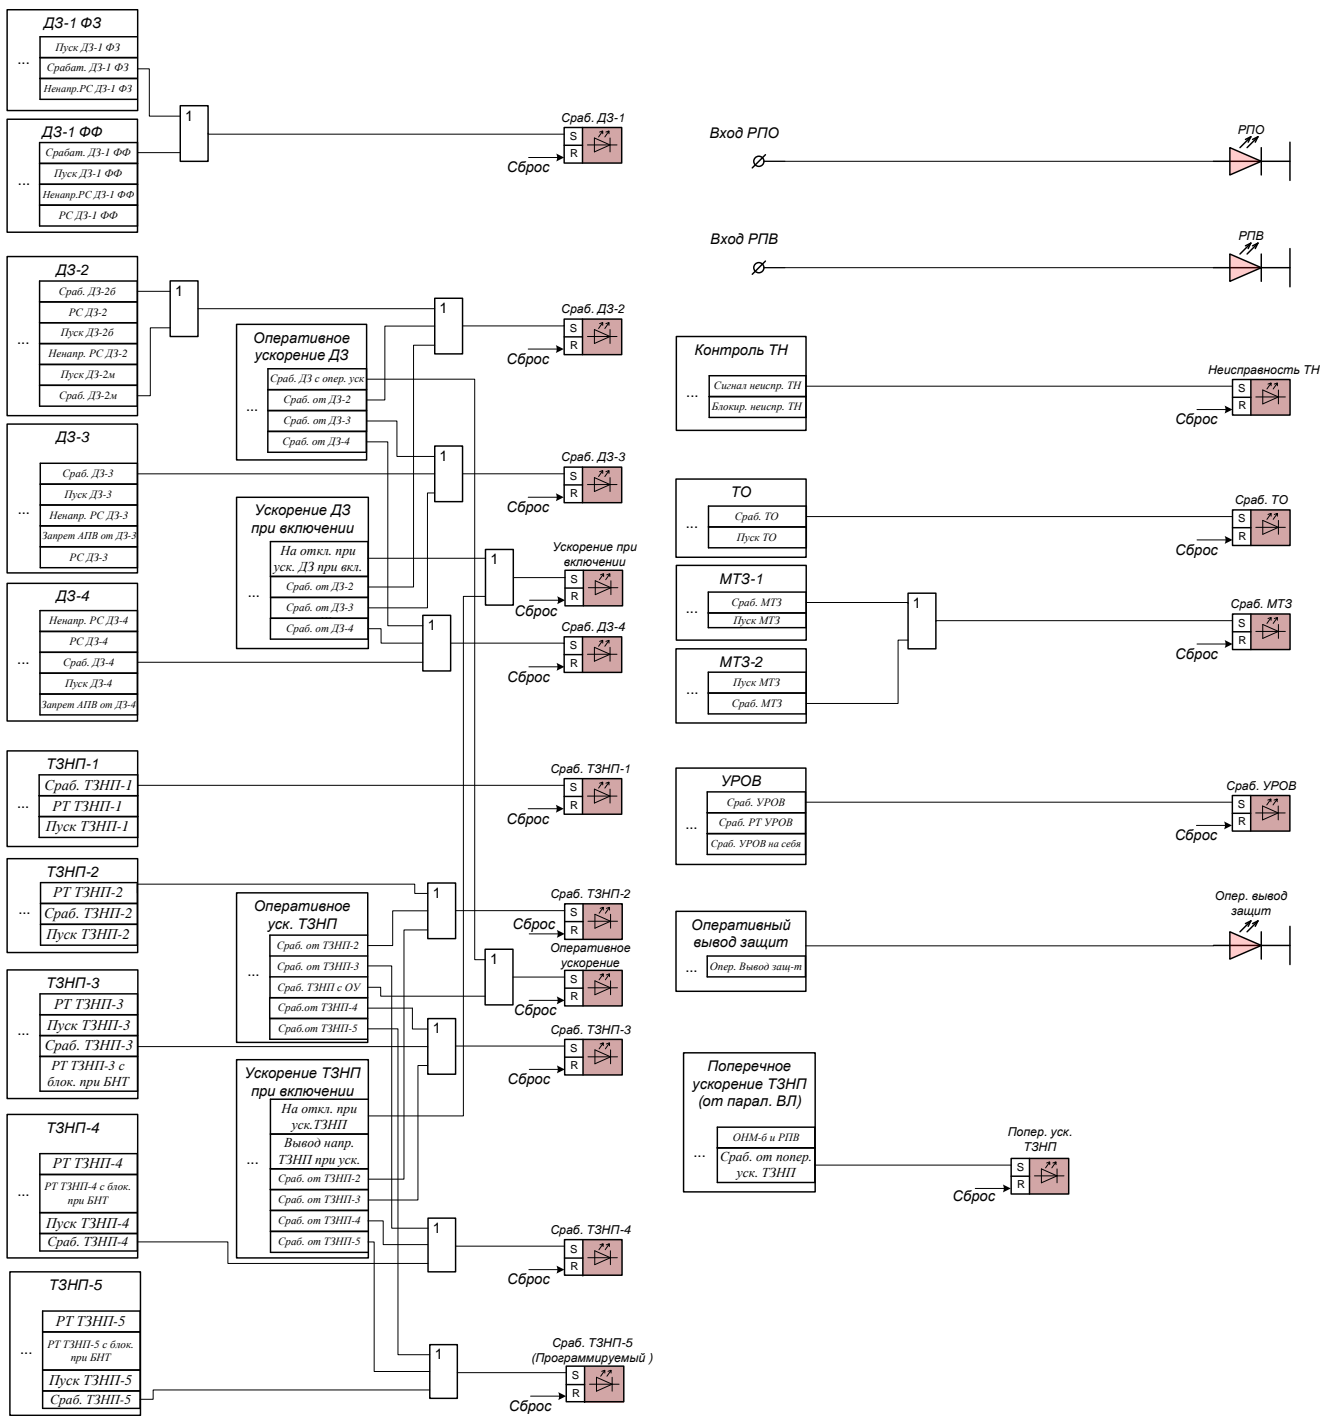 ДЗ-1 ФЗ
Пуск ДЗ-1 ФЗ
...
Срабат. ДЗ-1 ФЗ
Ненапр.РС ДЗ-1 ФЗ
1
ДЗ-1 ФФ
Срабат. ДЗ-1 ФФ
Пуск ДЗ-1 ФФ
...
Ненапр.РС ДЗ-1 ФФ
РС ДЗ-1 ФФ
Сраб. ДЗ-1
S
R
Сброс
ДЗ-2
Сраб. ДЗ-2б
РС ДЗ-2
Пуск ДЗ-2б
...
Ненапр. РС ДЗ-2
Пуск ДЗ-2м
Сраб. ДЗ-2м
1
Оперативное
ускорение ДЗ
Сраб. ДЗ с опер. уск
Сраб. от ДЗ-2
...
Сраб. от ДЗ-3
Сраб. от ДЗ-4
1
Сраб. ДЗ-2
S
R
Сброс
ДЗ-3
Сраб. ДЗ-3
Пуск ДЗ-3
...
Ненапр. РС ДЗ-3
Запрет АПВ от ДЗ-3
РС ДЗ-3
1
Сраб. ДЗ-3
S
R
Сброс
Ускорение ДЗ
при включении
На откл. при
уск. ДЗ при вкл.
...
Сраб. от ДЗ-2
Сраб. от ДЗ-3
Сраб. от ДЗ-4
1
Ускорение при
включении
S
R
Сброс
ДЗ-4
Ненапр. РС ДЗ-4
РС ДЗ-4
...
Сраб. ДЗ-4
Пуск ДЗ-4
Запрет АПВ от ДЗ-4
1
Сраб. ДЗ-4
S
R
Сброс
ТЗНП-1
Сраб. ТЗНП-1
...
РТ ТЗНП-1
Пуск ТЗНП-1
Сраб. ТЗНП-1
S
R
Сброс
ТЗНП-2
РТ ТЗНП-2
...
Сраб. ТЗНП-2
Пуск ТЗНП-2
1
Сраб. ТЗНП-2
S
R
Сброс
Оперативное
уск. ТЗНП
Сраб. от ТЗНП-2
Сраб. от ТЗНП-3
...
Сраб. ТЗНП с ОУ
Сраб.от ТЗНП-4
Сраб.от ТЗНП-5
1
Оперативное
ускорение
S
R
Сброс
ТЗНП-3
РТ ТЗНП-3
Пуск ТЗНП-3
...
Сраб. ТЗНП-3
РТ ТЗНП-3 с
блок. при БНТ
1
Сраб. ТЗНП-3
S
R
Сброс
Ускорение ТЗНП
при включении
На откл. при
уск.ТЗНП
Вывод напр.
ТЗНП при уск.
...
Сраб. от ТЗНП-2
Сраб. от ТЗНП-3
Сраб. от ТЗНП-4
Сраб. от ТЗНП-5
ТЗНП-4
РТ ТЗНП-4
...
РТ ТЗНП-4 с блок.
при БНТ
Пуск ТЗНП-4
Сраб. ТЗНП-4
1
Сраб. ТЗНП-4
S
R
Сброс
ТЗНП-5
РТ ТЗНП-5
...
РТ ТЗНП-5 с блок.
при БНТ
Пуск ТЗНП-5
Сраб. ТЗНП-5
1
Сраб. ТЗНП-5
(Программируемый )
S
R
Сброс
Вход РПО
РПО
Вход РПВ
РПВ
Контроль ТН
Сигнал неиспр. ТН
...
Блокир. неиспр. ТН
Неисправность ТН
S
R
Сброс
ТО
Сраб. ТО
...
Пуск ТО
Сраб. ТО
S
R
Сброс
МТЗ-1
Сраб. МТЗ
...
Пуск МТЗ
1
Сраб. МТЗ
S
R
Сброс
МТЗ-2
Пуск МТЗ
...
Сраб. МТЗ
УРОВ
Сраб. УРОВ
...
Сраб. РТ УРОВ
Сраб. УРОВ на себя
Сраб. УРОВ
S
R
Сброс
Оперативный
вывод защит
...
Опер. Вывод защ-т
Опер. вывод
защит
Поперечное
ускорение ТЗНП
(от парал. ВЛ)
ОНМ-б и РПВ
...
Сраб. от попер.
уск. ТЗНП
Попер. уск.
ТЗНП
S
R
Сброс